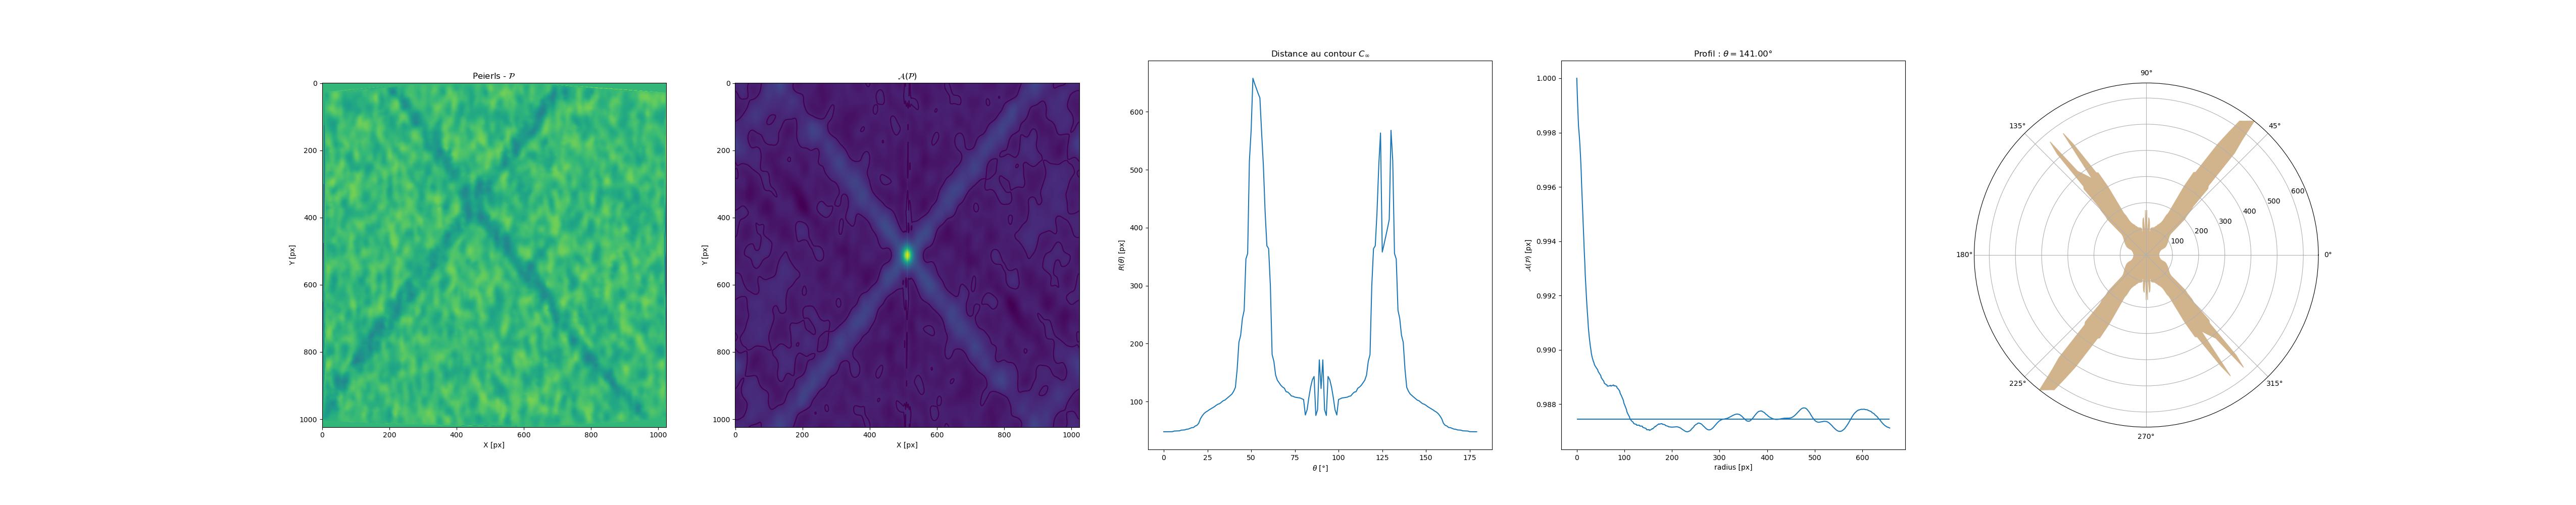 Peierls - 𝒫
0
200
400
600
800
1000
Y [px]
0 200 400 600 800 1000
X [px]
𝒜(𝒫)
0
200
400
600
800
1000
Y [px]
0 200 400 600 800 1000
X [px]
Distance au contour C∞
600
500
400
300
200
100
R(θ) [px]
0 25 50 75 100 125 150 175
θ [°]
Profil : θ = 141.00°
1.000
0.998
0.996
0.994
0.992
0.990
0.988
𝒜(𝒫) [px]
0 100 200 300 400 500 600
radius [px]
90°
135° 45°
600
500
400
300
200
100
180° 0°
225° 315°
270°